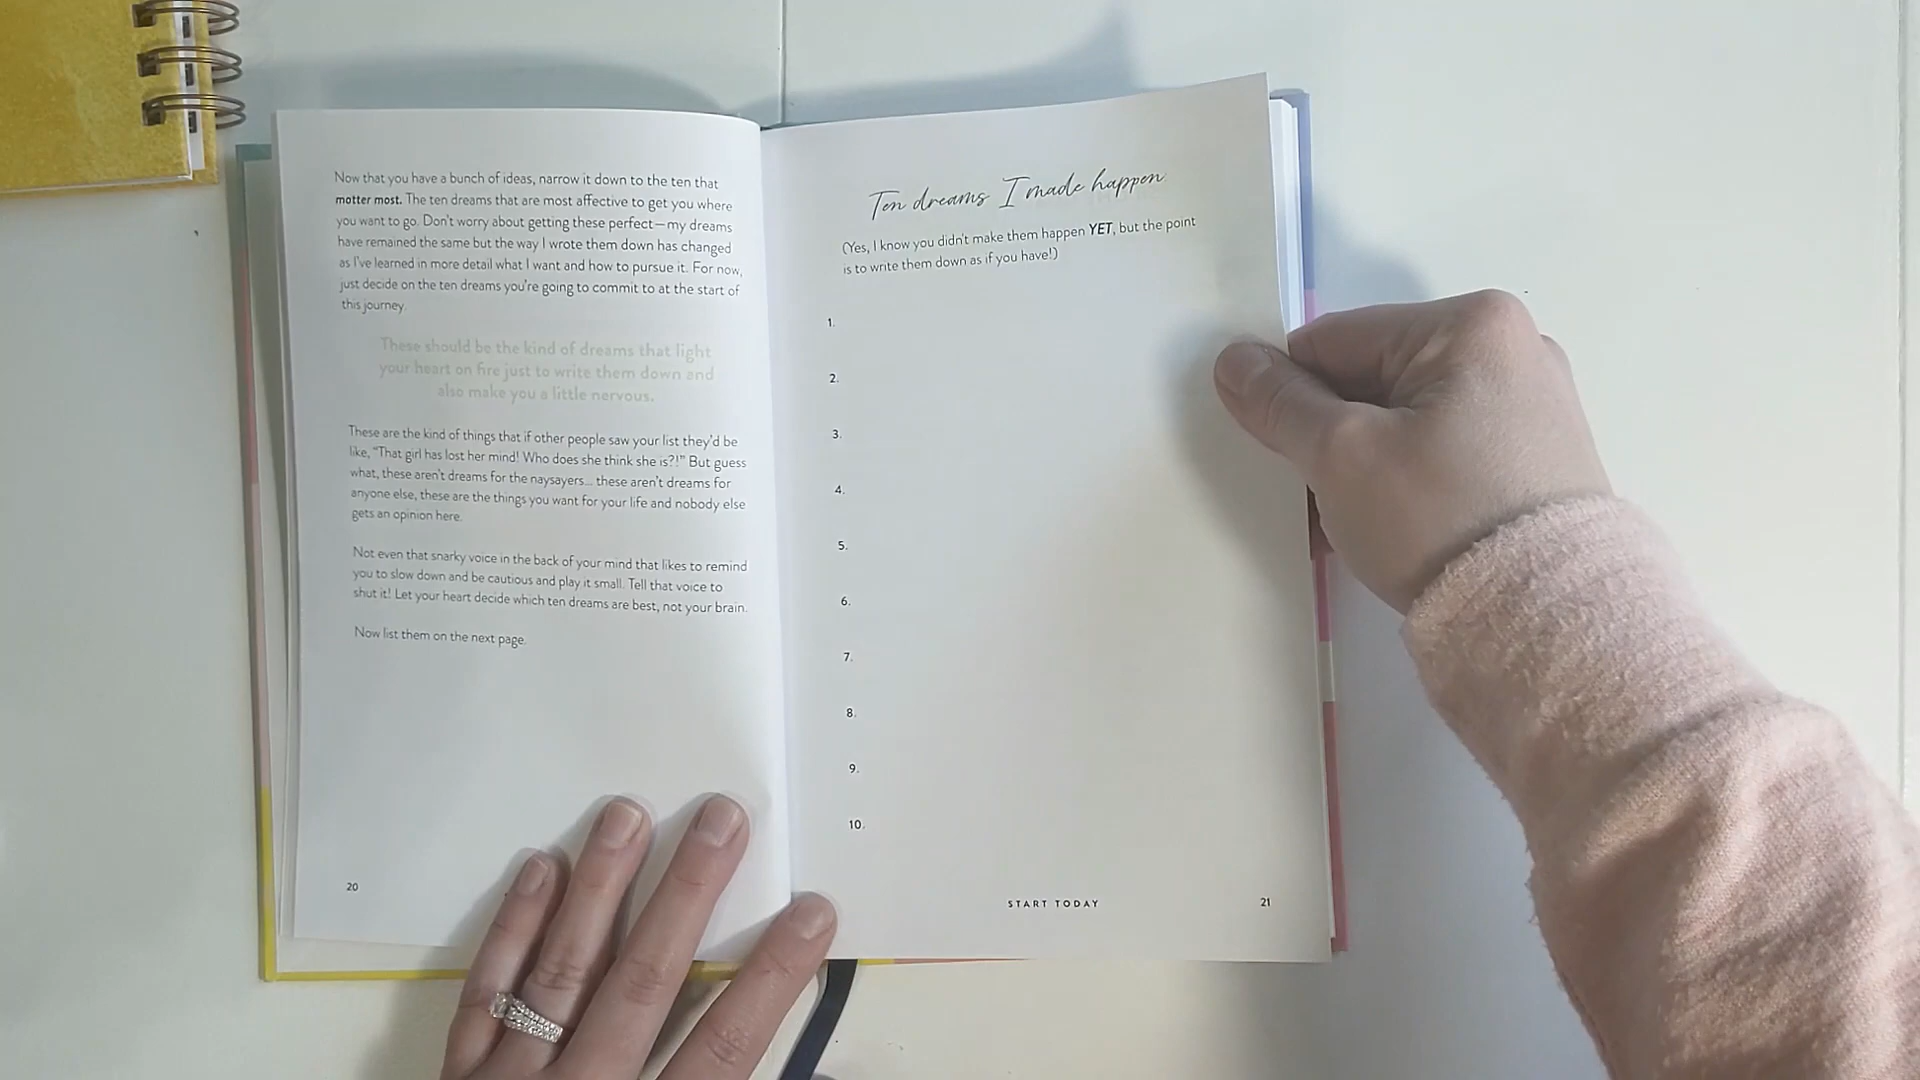 Now that you have a bunch of ideas, narrow it down to the ten that
matter most. The ten dreams that are most affective to get you where
you want to go. Don't worry about getting these perfect—my dreams
have remained the same but the way I wrote them down has changed
as I've learned in more detail what I want and how to pursue it. For now,
just decide on the ten dreams you're going to commit to at the start of
this journey.
These should be the kind of dreams that light
your heart on fire just to write them down and
also make you a little nervous.
These are the kind of things that if other people saw your list they'd be
like, "That girl has lost her mind! Who does she think she is?!" But guess
what, these aren't dreams for the naysayers... these aren't dreams for
anyone else, these are the things you want for your life and nobody else
gets an opinion here.
Not even that snarky voice in the back of your mind that likes to remind
you to slow down and be cautious and play it small. Tell that voice to
shut it! Let your heart decide which ten dreams are best, not your brain.
Now list them on the next page.
20
Ten dreams I made happen
(Yes, I know you didn't make them happen YET, but the point
is to write them down as if you have!)
1.
2.
3.
4.
5.
6.
7.
8.
9.
10.
START TODAY
21